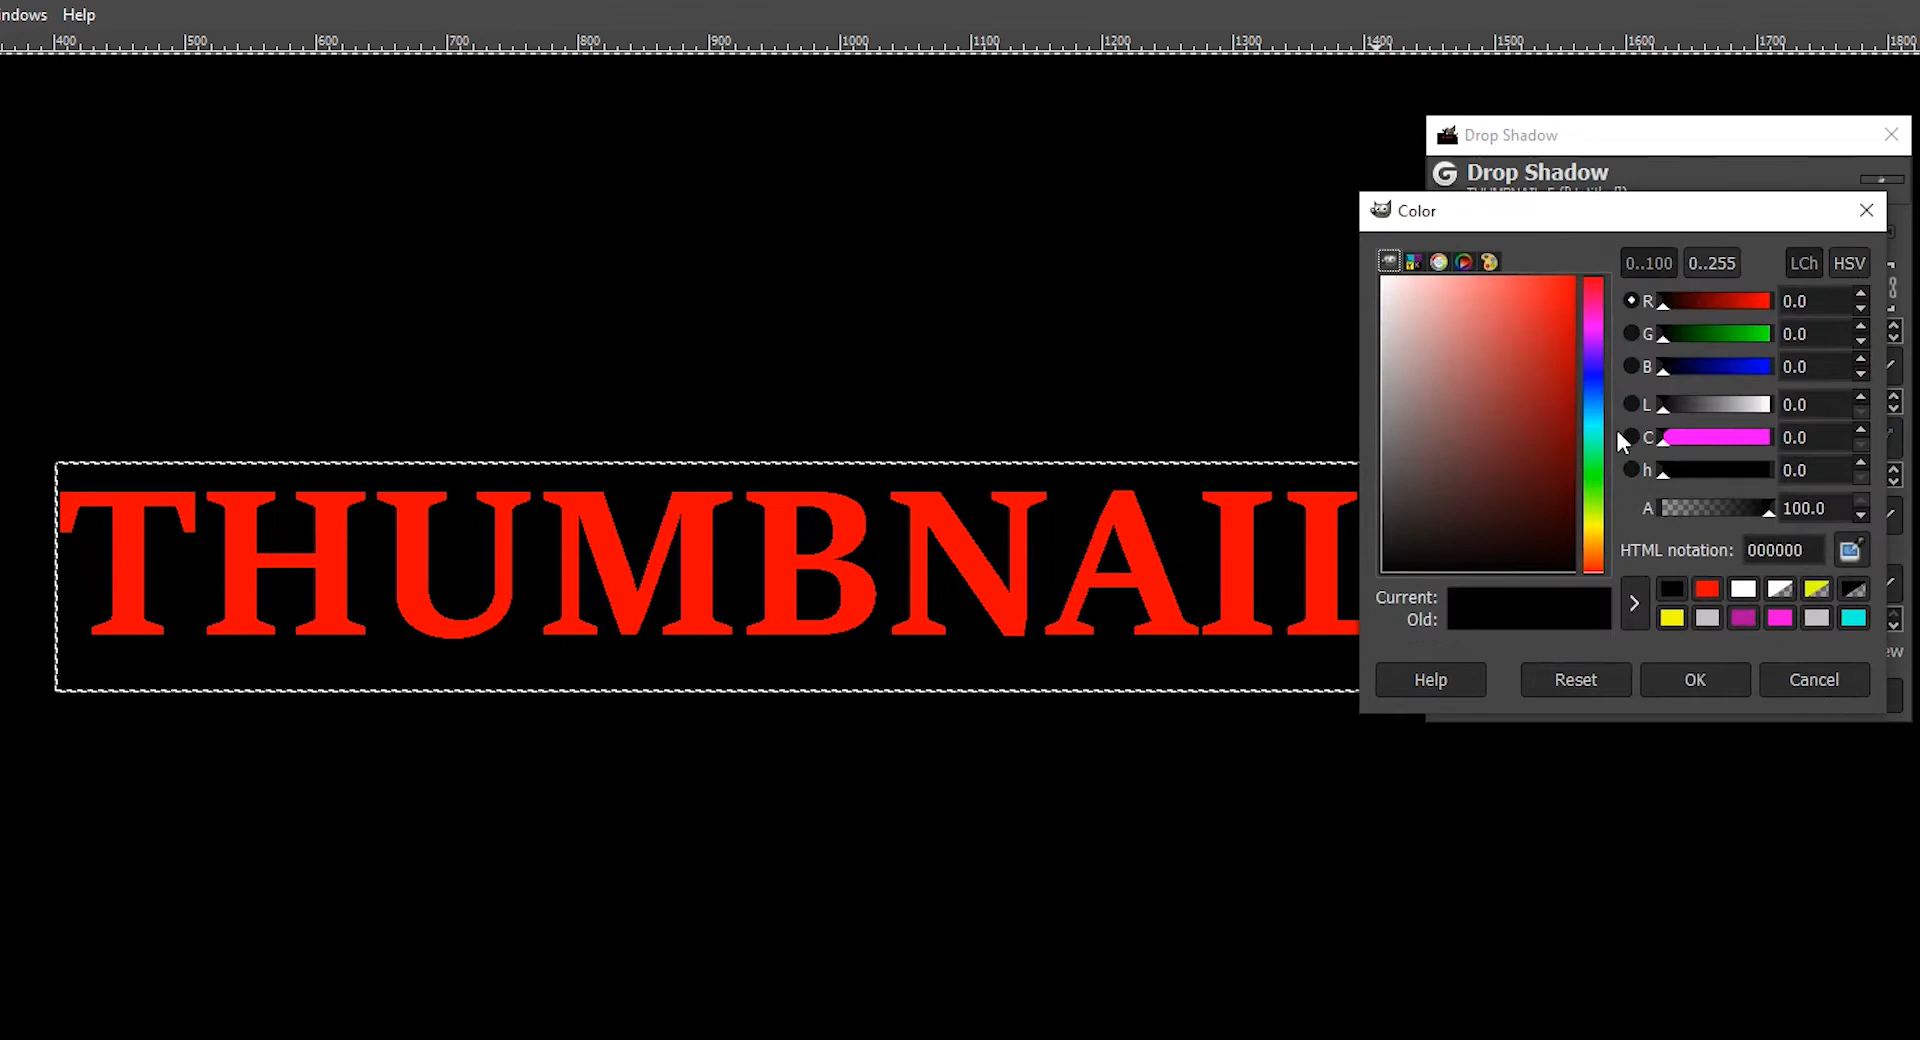 ndows Help
400 500 600 700 800 900 1000 1100 1200 1300 1400 1500 1600 1700 1800
Drop Shadow
Drop Shadow
Color
0..100 0..255 LCh HSV
R 0.0
G 0.0
B 0.0
L 0.0
C 0.0
h 0.0
A 100.0
HTML notation: 000000
Current:
Old:
ew
Help Reset OK Cancel
THUMBNAIL